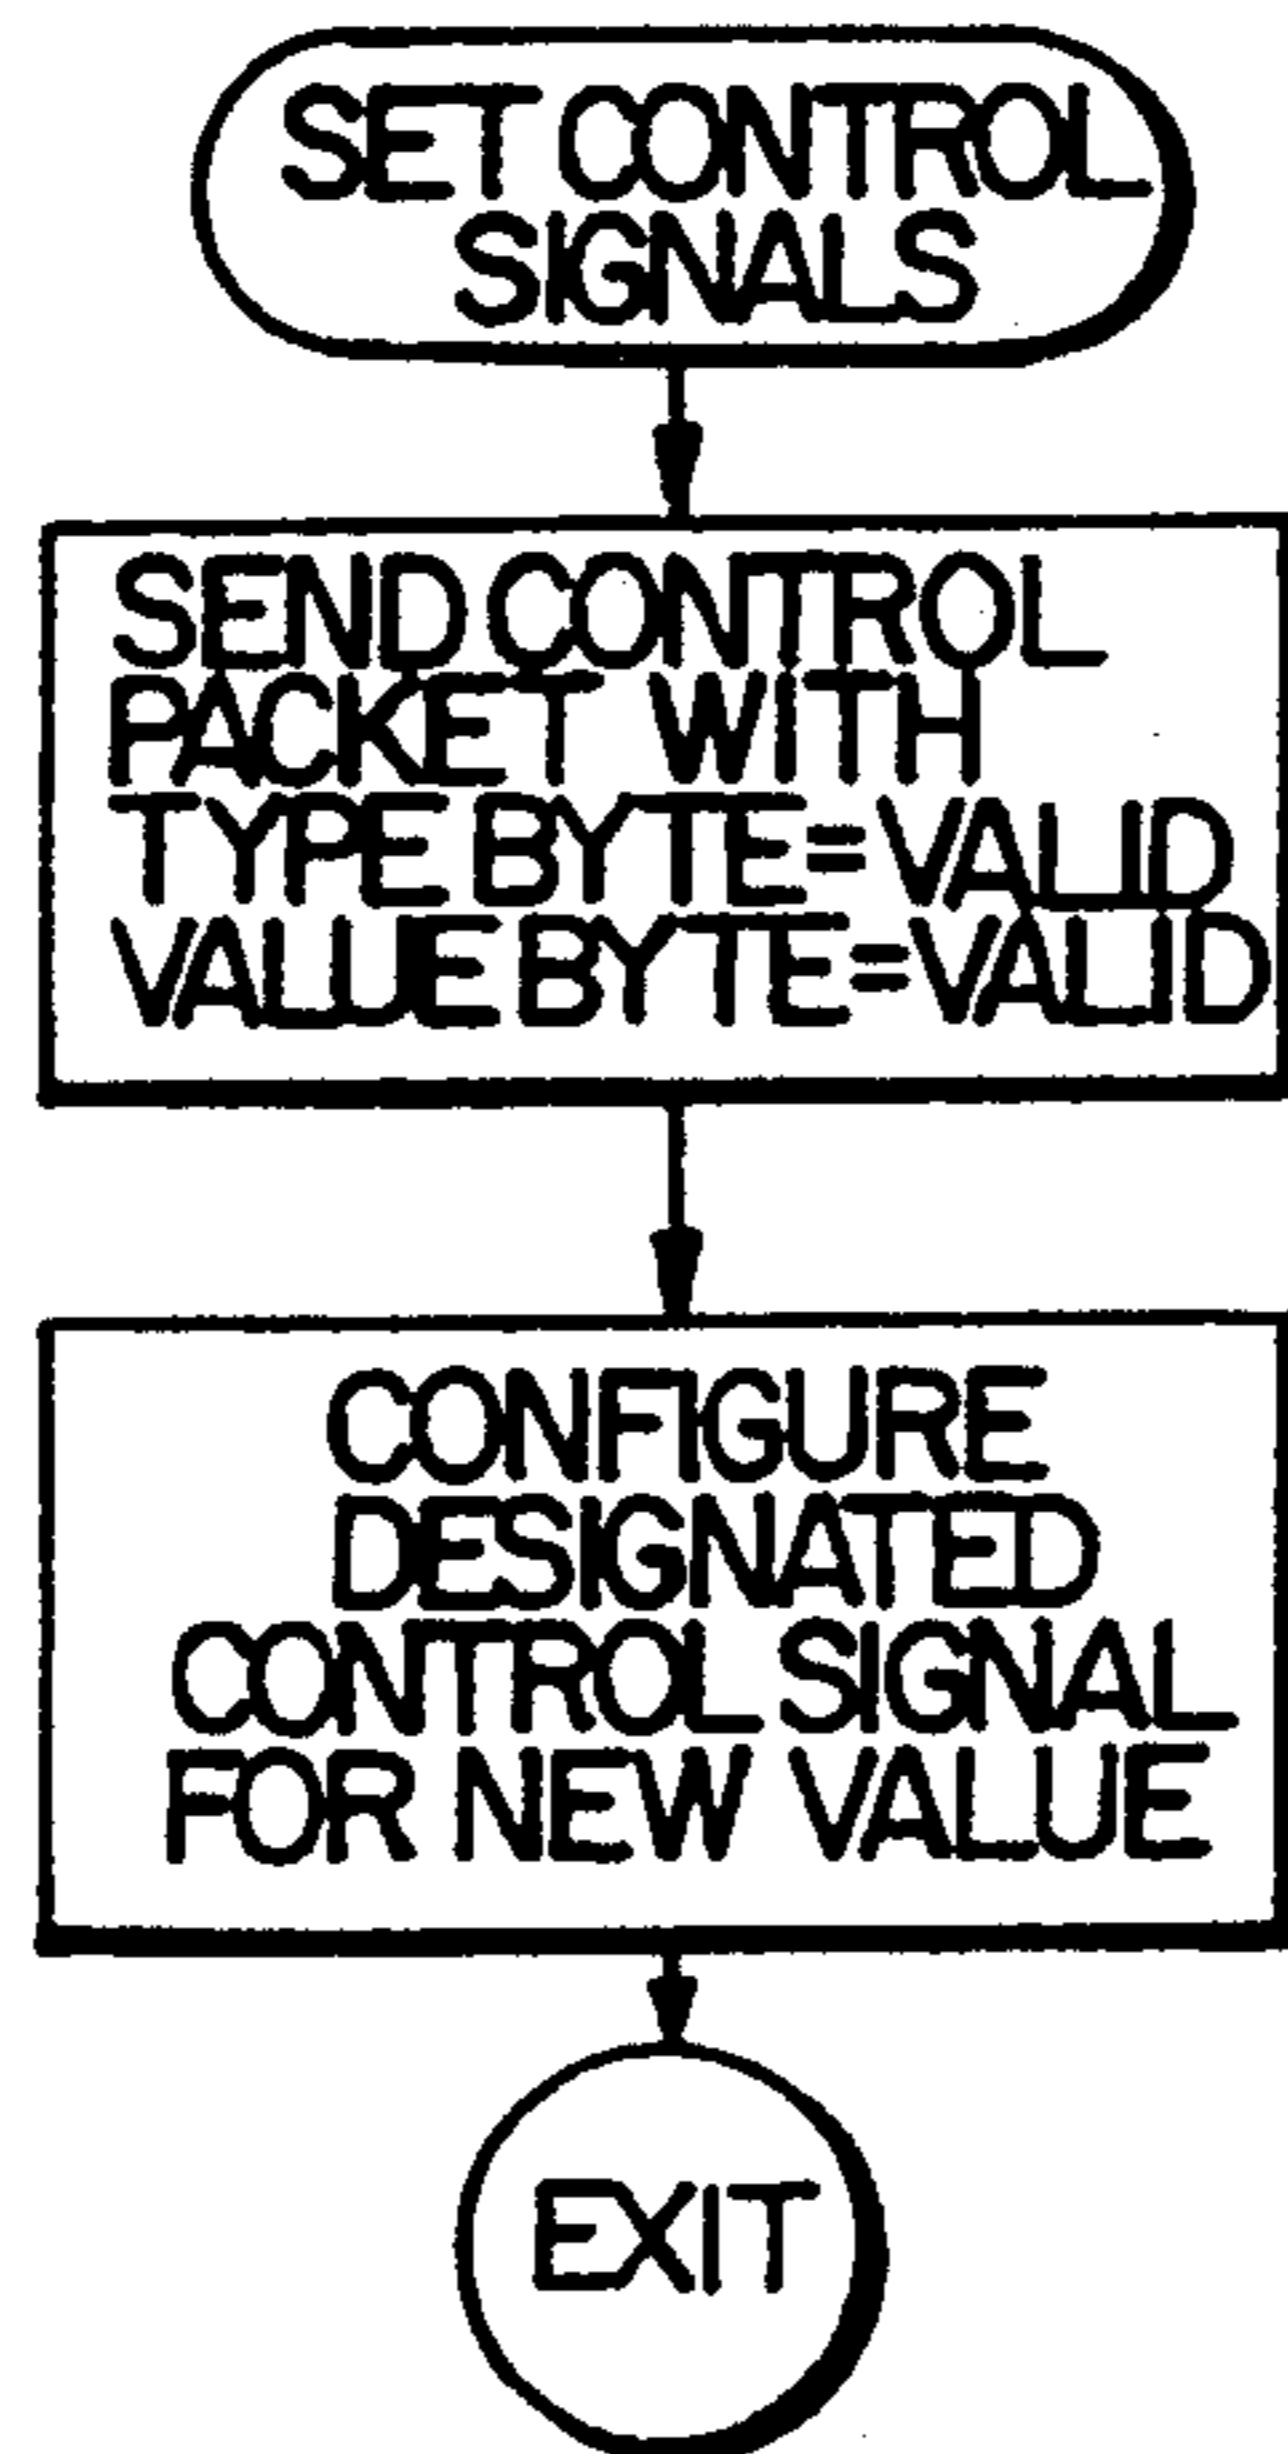 SET CONTROL
SIGNALS
SEND CONTROL
PACKET WITH
TYPE BYTE=VALID
VALUE BYTE=VALID
CONFIGURE
DESIGNATED
CONTROL SIGNAL
FOR NEW VALUE
EXIT